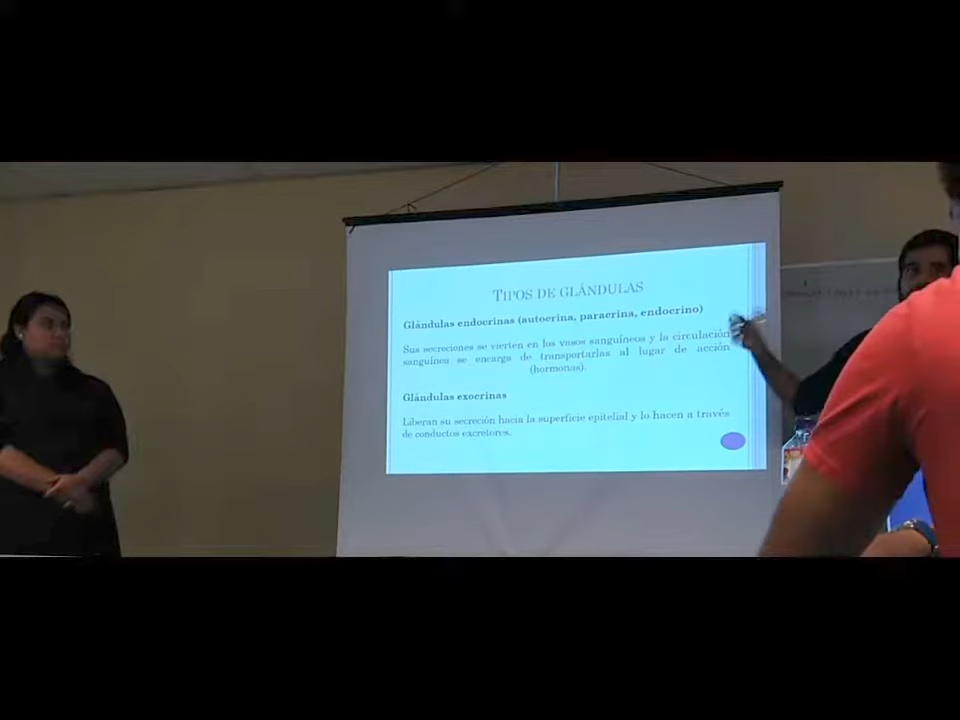 TIPOS DE GLÁNDULAS
Glándulas endocrinas (autocrina, paracrina, endocrino)
Sus secreciones se vierten en los vasos sanguíneos y la circulación
sanguínea se encarga de transportarlas al lugar de acción
(hormonas).
Glándulas exocrinas
Liberan su secreción hacia la superficie epitelial y lo hacen a través
de conductos excretores.